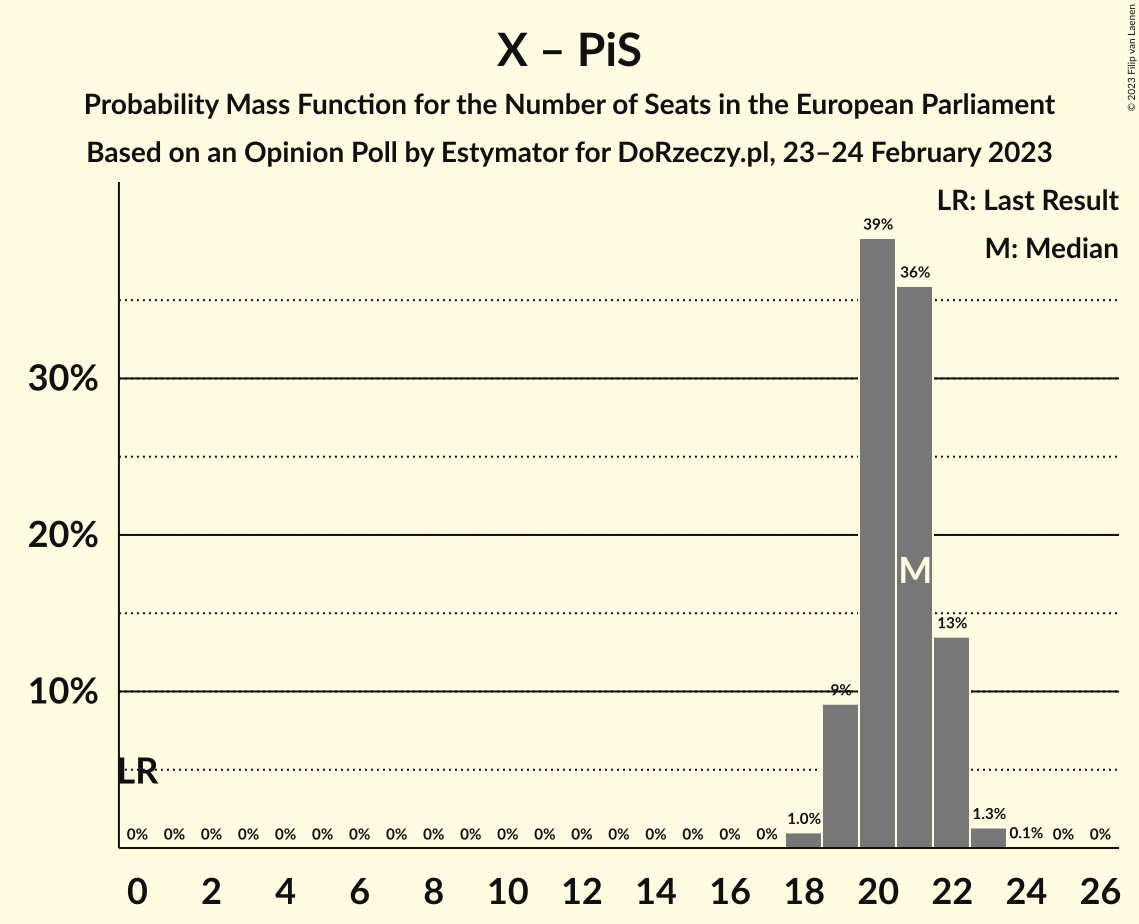 X – PiS
Probability Mass Function for the Number of Seats in the European Parliament
Based on an Opinion Poll by Estymator for DoRzeczy.pl, 23–24 February 2023
© 2023 Filip van Laenen
LR: Last Result
M: Median
39%
36%
30%
20%
M
13%
10%
9%
LR
0% 0% 0% 0% 0% 0% 0% 0% 0% 0% 0% 0% 0% 0% 0% 0% 0% 0% 1.0% 1.3% 0.1% 0% 0%
0 2 4 6 8 10 12 14 16 18 20 22 24 26